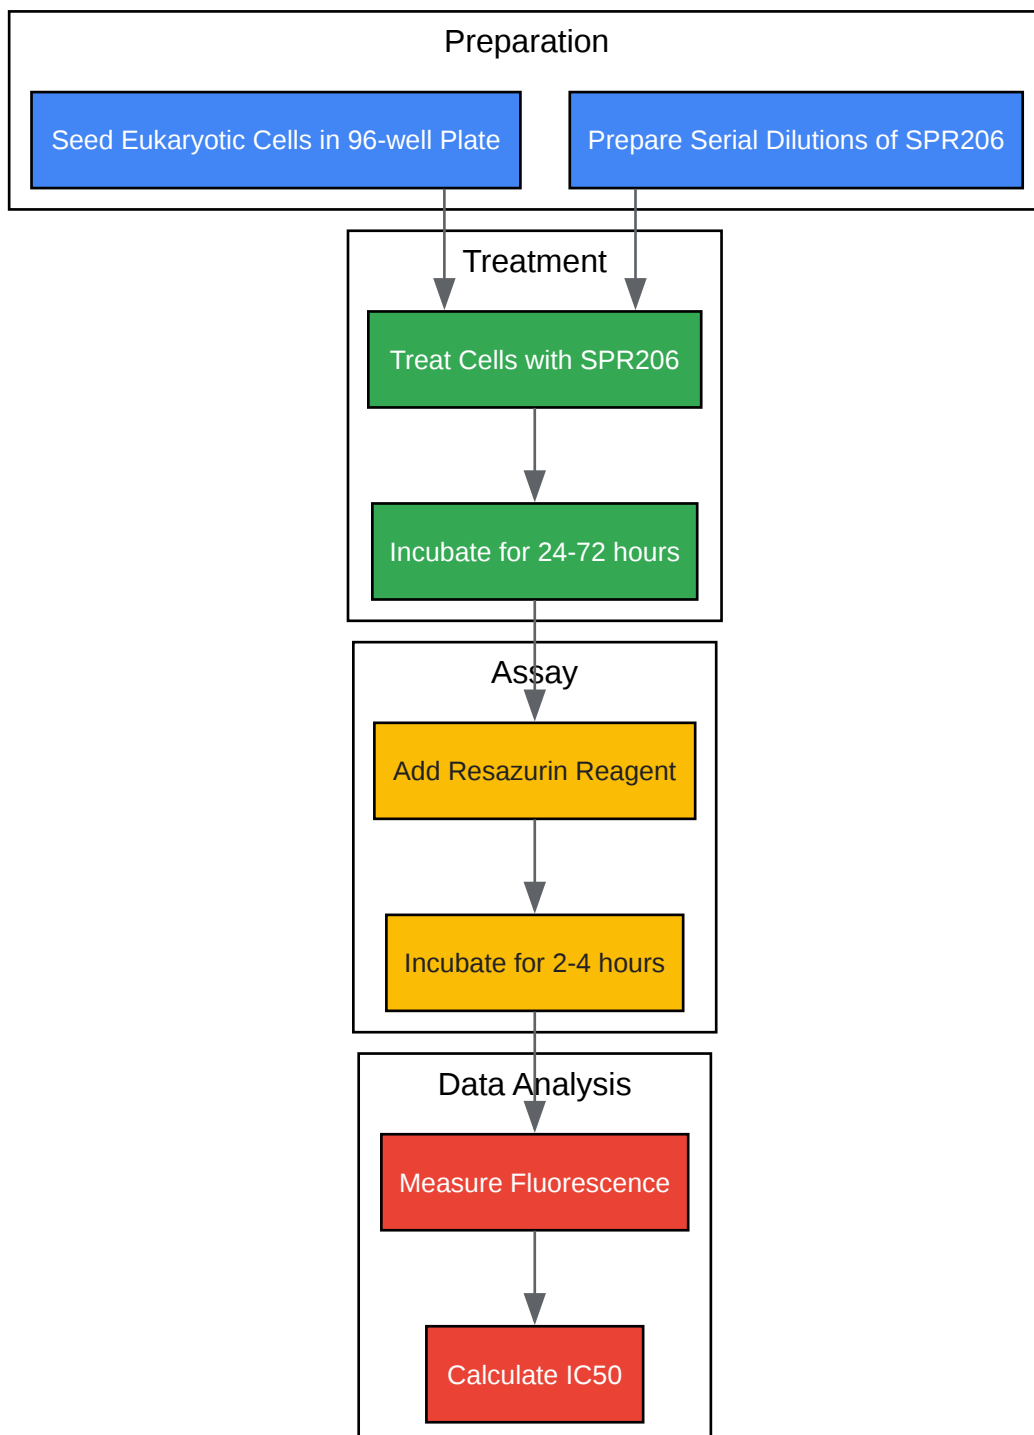 Preparation
Seed Eukaryotic Cells in 96-well Plate
Prepare Serial Dilutions of SPR206
Treatment
Treat Cells with SPR206
Incubate for 24-72 hours
Assay
Add Resazurin Reagent
Incubate for 2-4 hours
Data Analysis
Measure Fluorescence
Calculate IC50